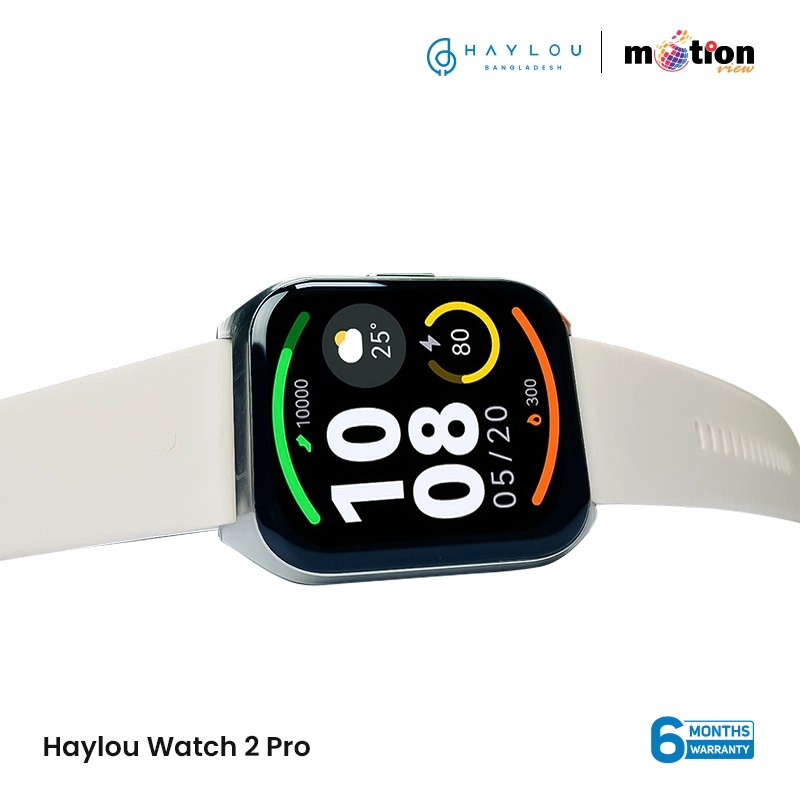 HAYLOU
BANGLADESH
motion
view
25°
80
10000
300
10
08
05/20
Haylou Watch 2 Pro
6 MONTHS
WARRANTY